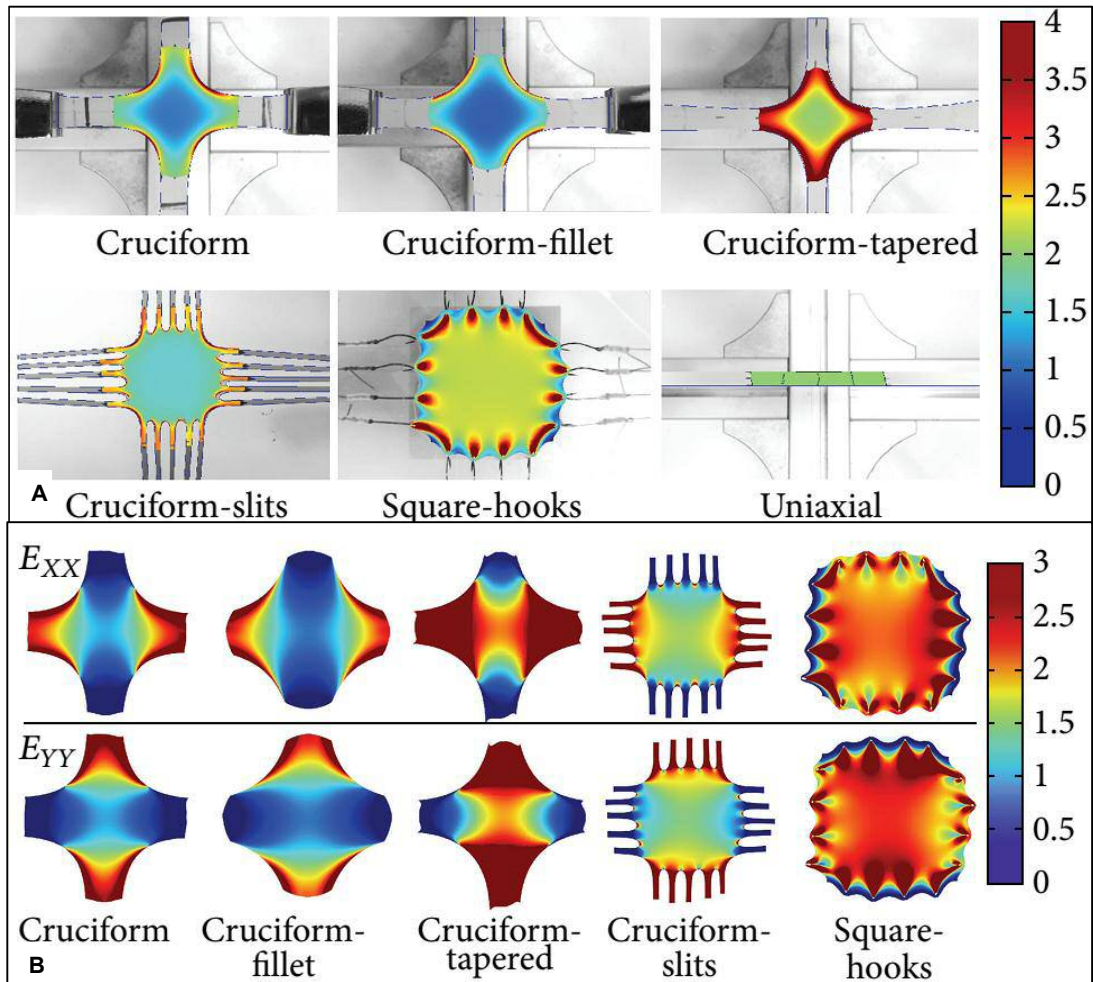 Cruciform
Cruciform-fillet
Cruciform-tapered
4
3.5
3
2.5
2
1.5
1
0.5
0
A
Cruciform-slits
Square-hooks
Uniaxial
E_XX
E_YY
3
2.5
2
1.5
1
0.5
0
Cruciform
Cruciform-
fillet
Cruciform-
tapered
Cruciform-
slits
Square-
hooks
B